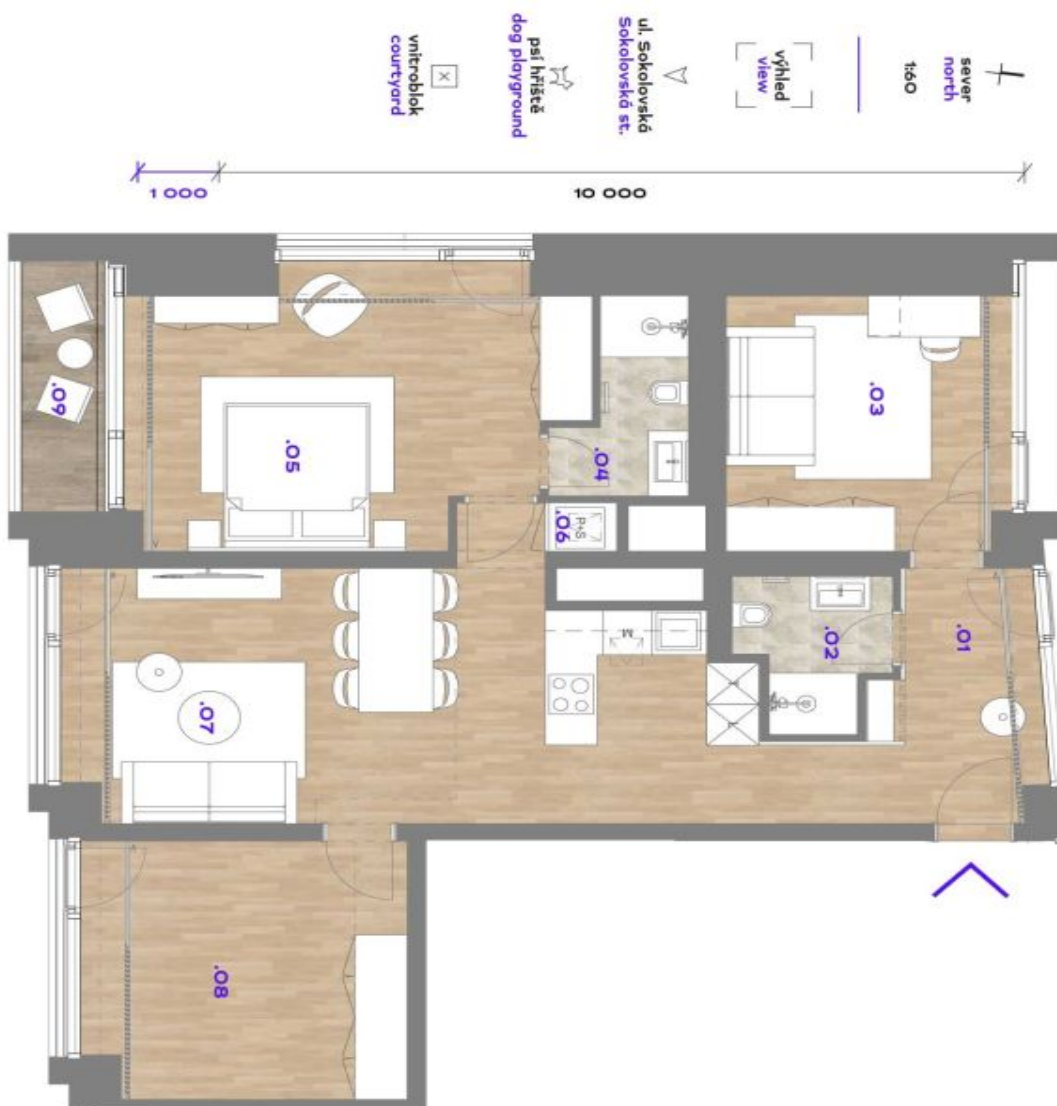 sever
north
1:60
výhled
view
ul. Sokolovská
Sokolovská st.
psí hřiště
dog playground
X
vnitroblok
courtyard
1 000
10 000
.09
.05
.04
.03
.06
P+S
M
.02
.01
.07
.08